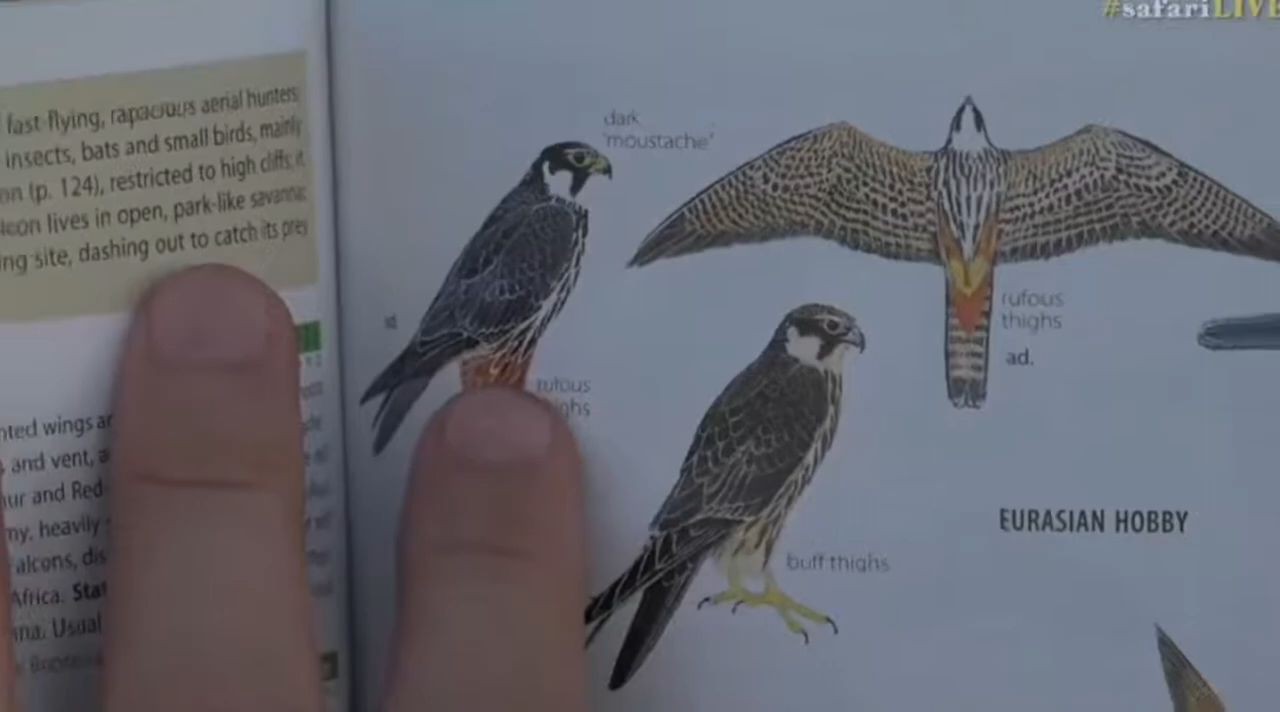 #safariLIVE
fast-flying, rapacious aerial hunters
insects, bats and small birds, mainly
on (p. 124), restricted to high cliffs; it
lcon lives in open, park-like savanna
ing site, dashing out to catch its prey
nted wings ar
and vent, a
ur and Red-
my, heavily
alcons, dis
Africa. Stat
na. Usual
dark
'moustache'
rufous
thighs
ad.
rufous
ighs
buff thighs
EURASIAN HOBBY